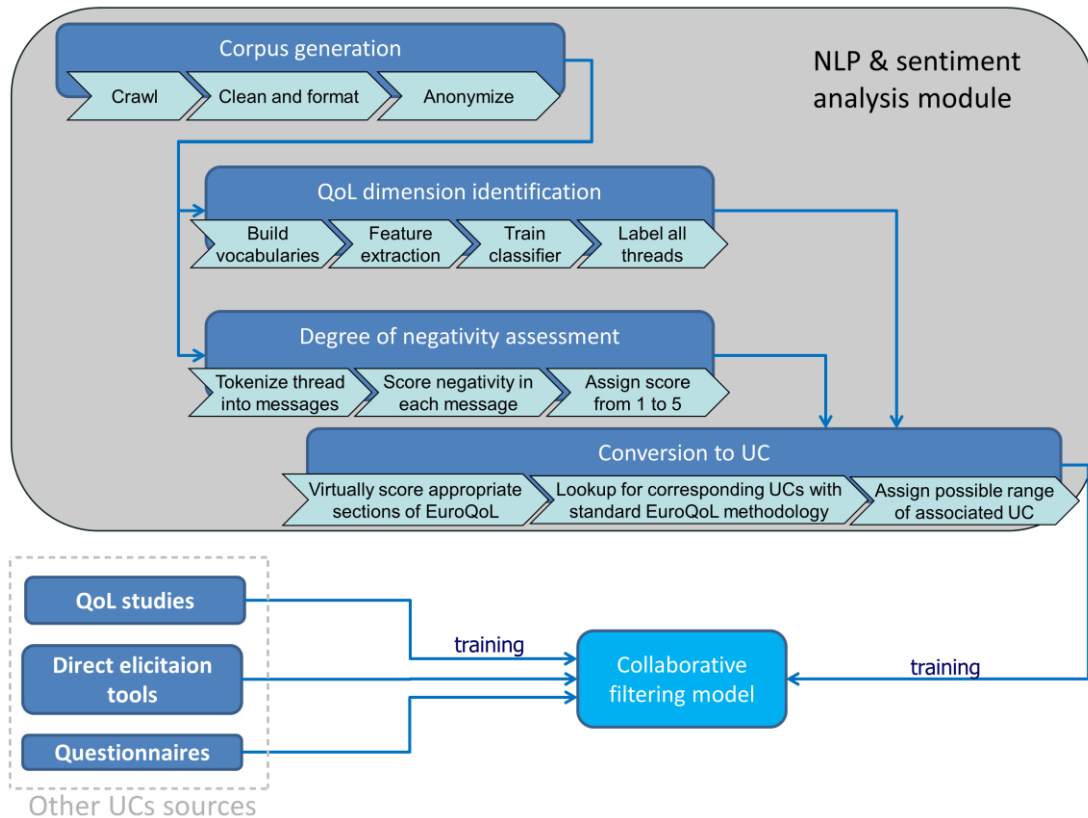 NLP & sentiment
analysis module
Corpus generation
Crawl
Clean and format
Anonymize
QoL dimension identification
Build
vocabularies
Feature
extraction
Train
classifier
Label all
threads
Degree of negativity assessment
Tokenize thread
into messages
Score negativity in
each message
Assign score
from 1 to 5
Conversion to UC
Virtually score appropriate
sections of EuroQoL
Lookup for corresponding UCs with
standard EuroQoL methodology
Assign possible range
of associated UC
QoL studies
Direct elicitaion
tools
Questionnaires
Other UCs sources
training
Collaborative
filtering model
training